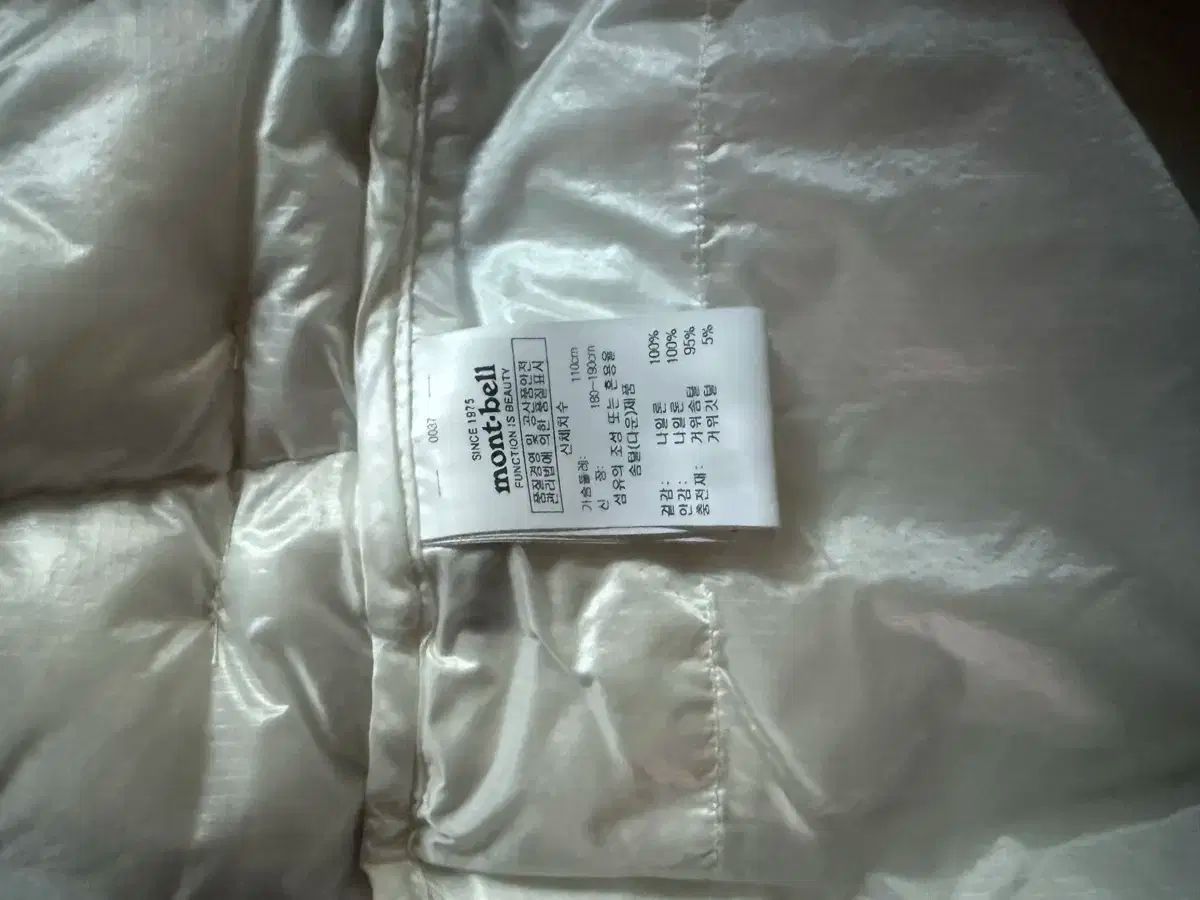 0037
SINCE 1975
mont·bell
FUNCTION IS BEAUTY
품질경영 및 공산품안전
관리법에 의한 품질표시
신체치수
가슴둘레: 110cm
신 장: 180~190cm
섬유의 조성 또는 혼용율
솜털(다운)제품
겉감: 나일론 100%
안감: 나일론 100%
충전재: 거위솜털 95%
거위깃털 5%